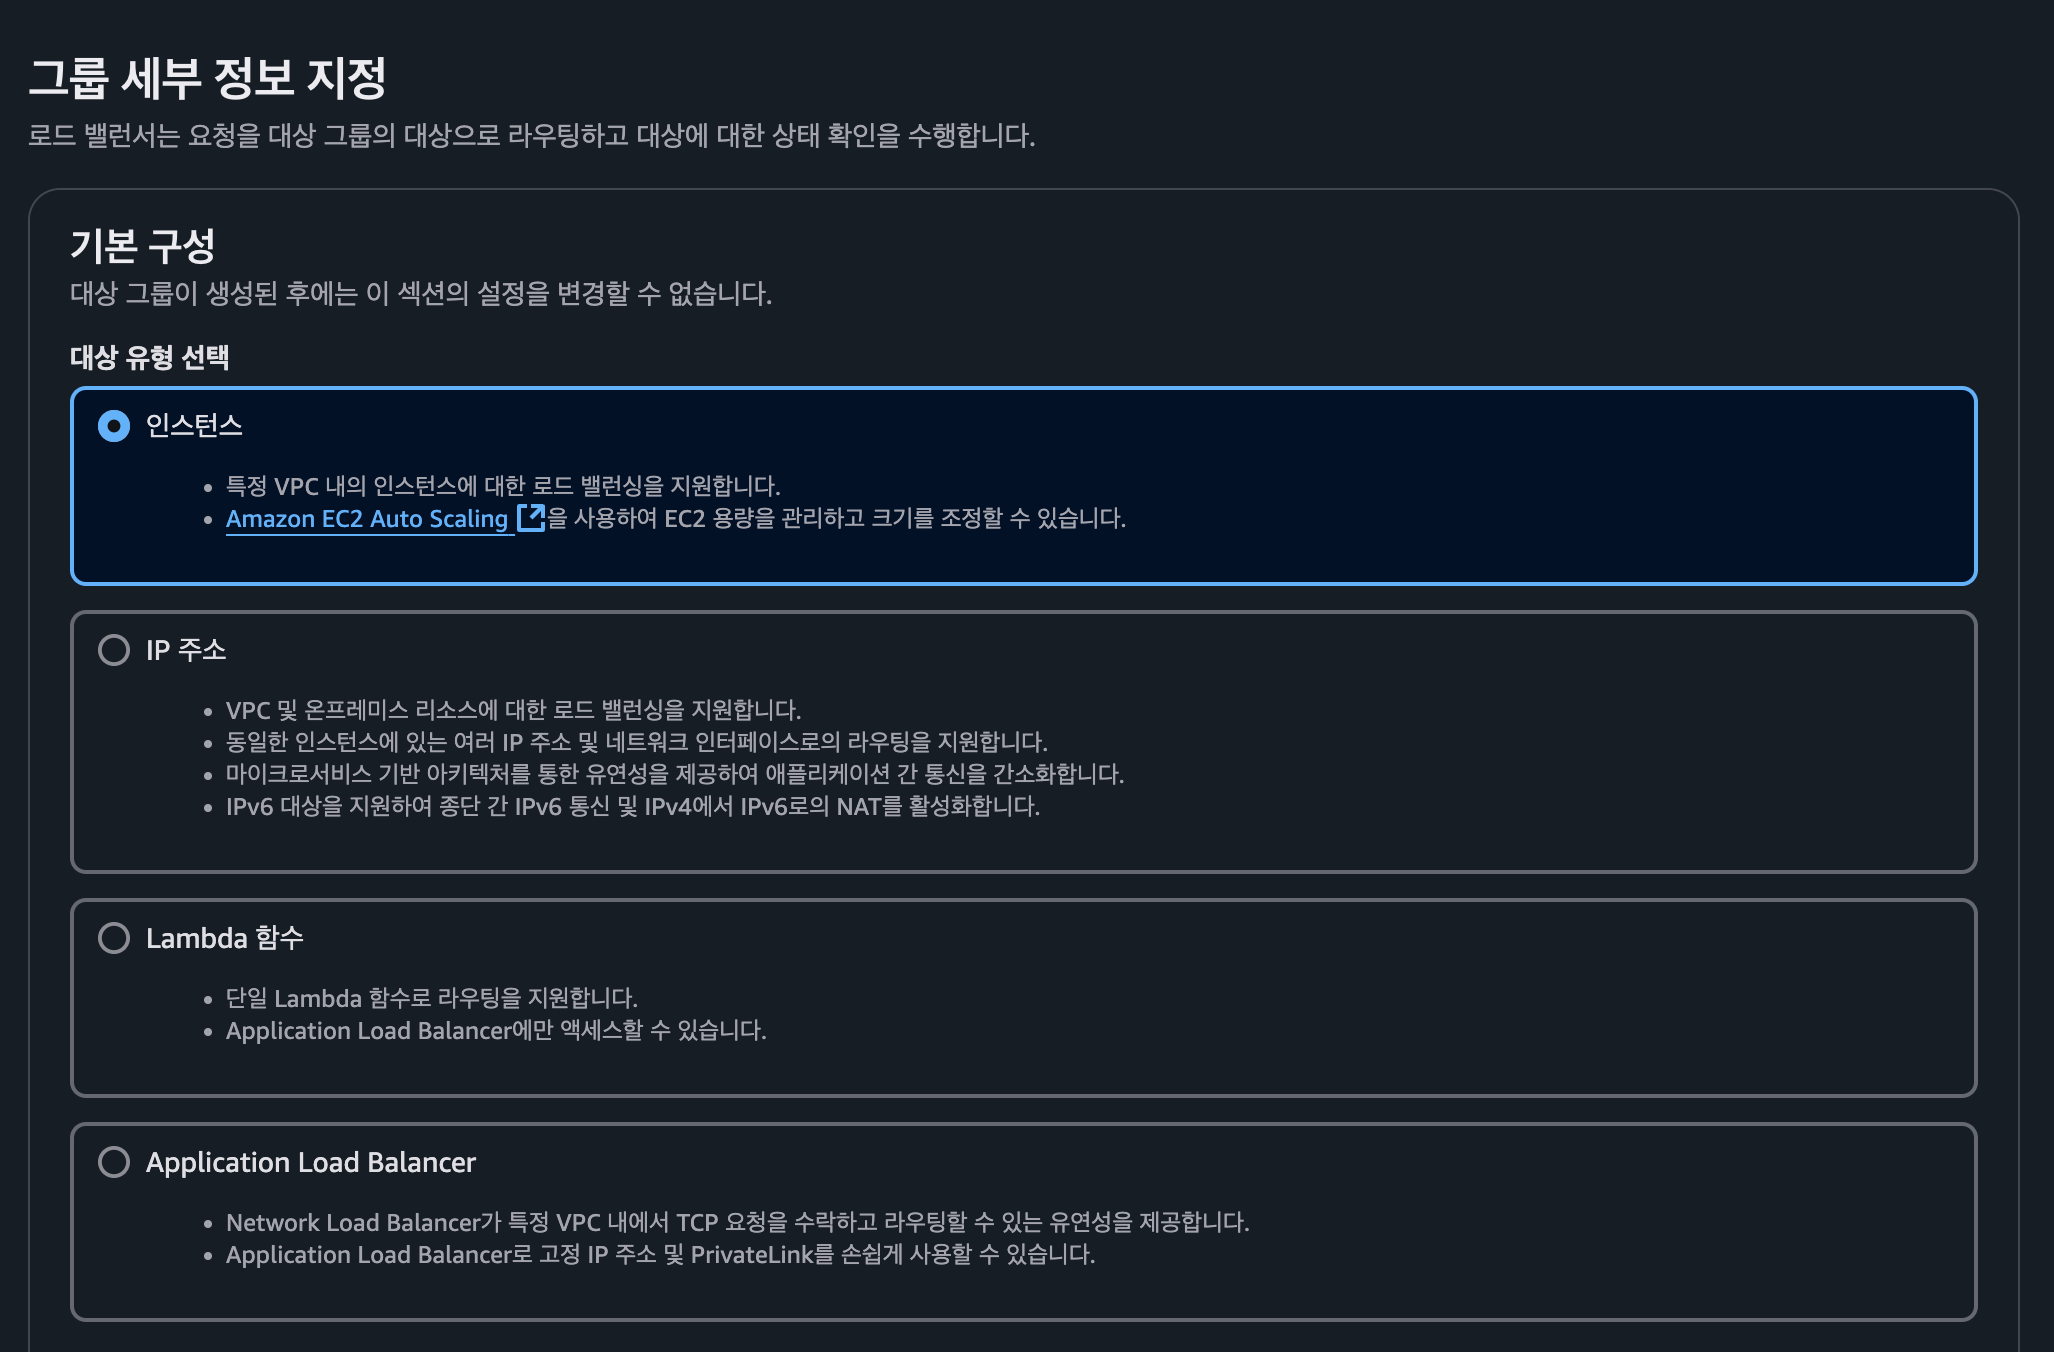 그룹 세부 정보 지정
로드 밸런서는 요청을 대상 그룹의 대상으로 라우팅하고 대상에 대한 상태 확인을 수행합니다.
기본 구성
대상 그룹이 생성된 후에는 이 섹션의 설정을 변경할 수 없습니다.
대상 유형 선택
인스턴스
특정 VPC 내의 인스턴스에 대한 로드 밸런싱을 지원합니다.
Amazon EC2 Auto Scaling 을 사용하여 EC2 용량을 관리하고 크기를 조정할 수 있습니다.
IP 주소
VPC 및 온프레미스 리소스에 대한 로드 밸런싱을 지원합니다.
동일한 인스턴스에 있는 여러 IP 주소 및 네트워크 인터페이스로의 라우팅을 지원합니다.
마이크로서비스 기반 아키텍처를 통한 유연성을 제공하여 애플리케이션 간 통신을 간소화합니다.
IPv6 대상을 지원하여 종단 간 IPv6 통신 및 IPv4에서 IPv6로의 NAT를 활성화합니다.
Lambda 함수
단일 Lambda 함수로 라우팅을 지원합니다.
Application Load Balancer에만 액세스할 수 있습니다.
Application Load Balancer
Network Load Balancer가 특정 VPC 내에서 TCP 요청을 수락하고 라우팅할 수 있는 유연성을 제공합니다.
Application Load Balancer로 고정 IP 주소 및 PrivateLink를 손쉽게 사용할 수 있습니다.